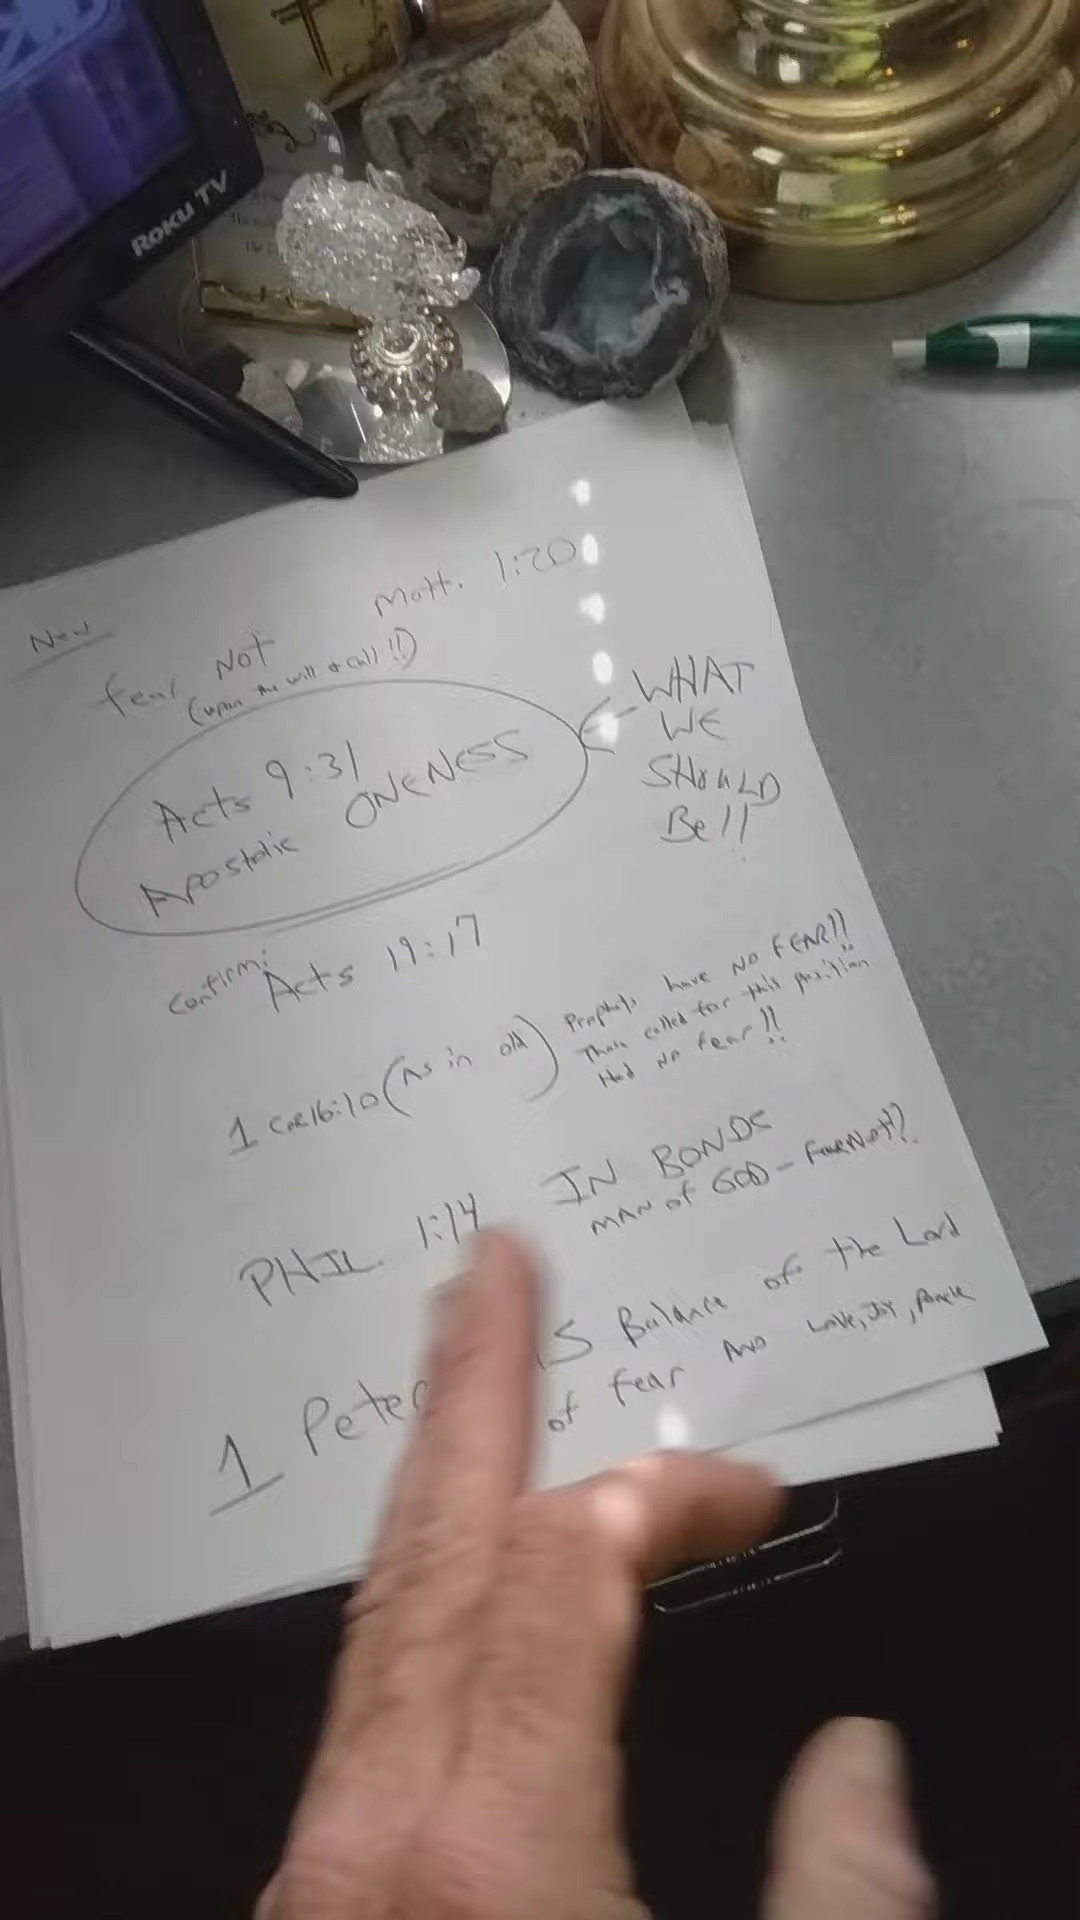 ROKU TV
New
Matt. 1:20
fear NOT
(upon the will & call!!)
Acts 9:31
Apostolic ONENESS
WHAT
WE
SHOULD
Be!!
Confirm: Acts 19:17
1 COR 16:10 (AS in old)
Prophets have NO FEAR!!
Those called for this position
Had NO fear!!
PHIL. 1:14
IN BONDS
MAN of GOD - fear Not!!
1 Peter
Balance of the Lord
of fear AND Love, Joy,